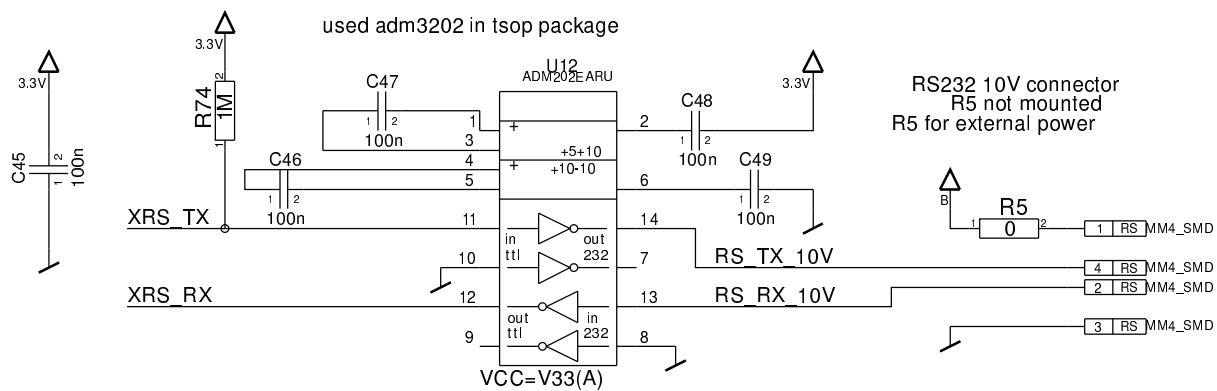 used adm3202 in tsop package
3.3V
3.3V
C45
1 2
100n
R74
1M
1 2
C47
1 2
100n
C46
1 2
100n
U12
ADM202EARU
1
3
4
5
+
+
+5+10
+10-10
2
6
C48
100n
1 2
3.3V
C49
1 2
100n
XRS_TX
11
in
ttl
out
232
14
10
7
RS_TX_10V
XRS_RX
12
out
ttl
in
232
13
RS_RX_10V
9
8
VCC=V33(A)
RS232 10V connector
R5 not mounted
R5 for external power
B
R5
1 0 2
1 RS MM4_SMD
4 RS MM4_SMD
2 RS MM4_SMD
3 RS MM4_SMD